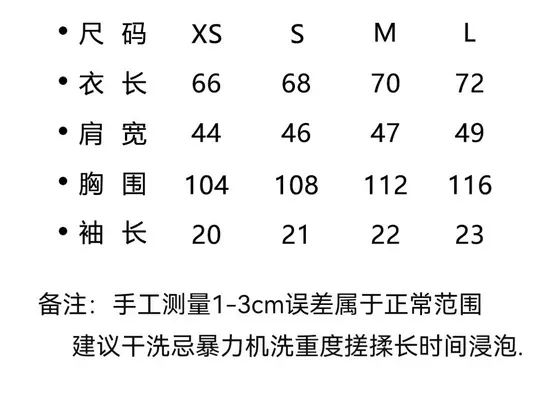 • 尺码 XS S M L
• 衣长 66 68 70 72
• 肩宽 44 46 47 49
• 胸围 104 108 112 116
• 袖长 20 21 22 23
备注：手工测量1-3cm误差属于正常范围
建议干洗忌暴力机洗重度搓揉长时间浸泡.